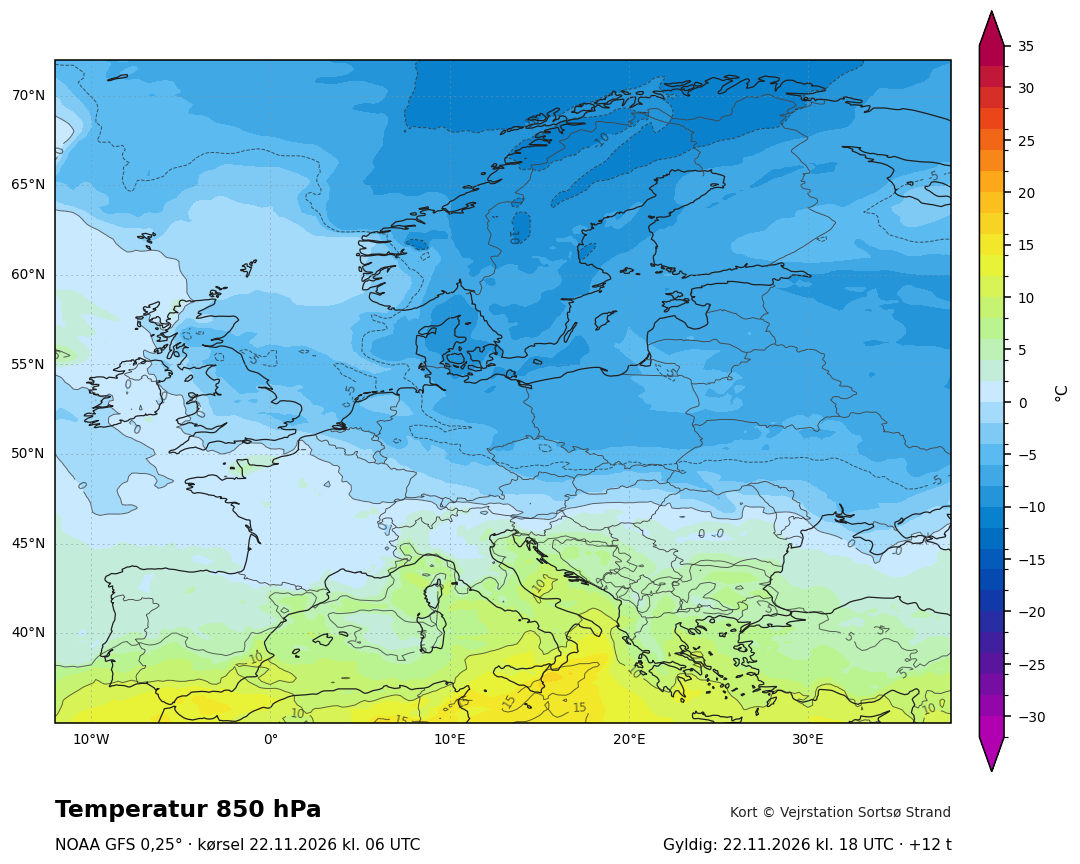 70°N
65°N
60°N
55°N
50°N
45°N
40°N
10°W
0°
10°E
20°E
30°E
35
30
25
20
15
10
5
0
−5
−10
−15
−20
−25
−30
°C
Temperatur 850 hPa
Kort © Vejrstation Sortsø Strand
NOAA GFS 0,25° · kørsel 22.11.2026 kl. 06 UTC
Gyldig: 22.11.2026 kl. 18 UTC · +12 t